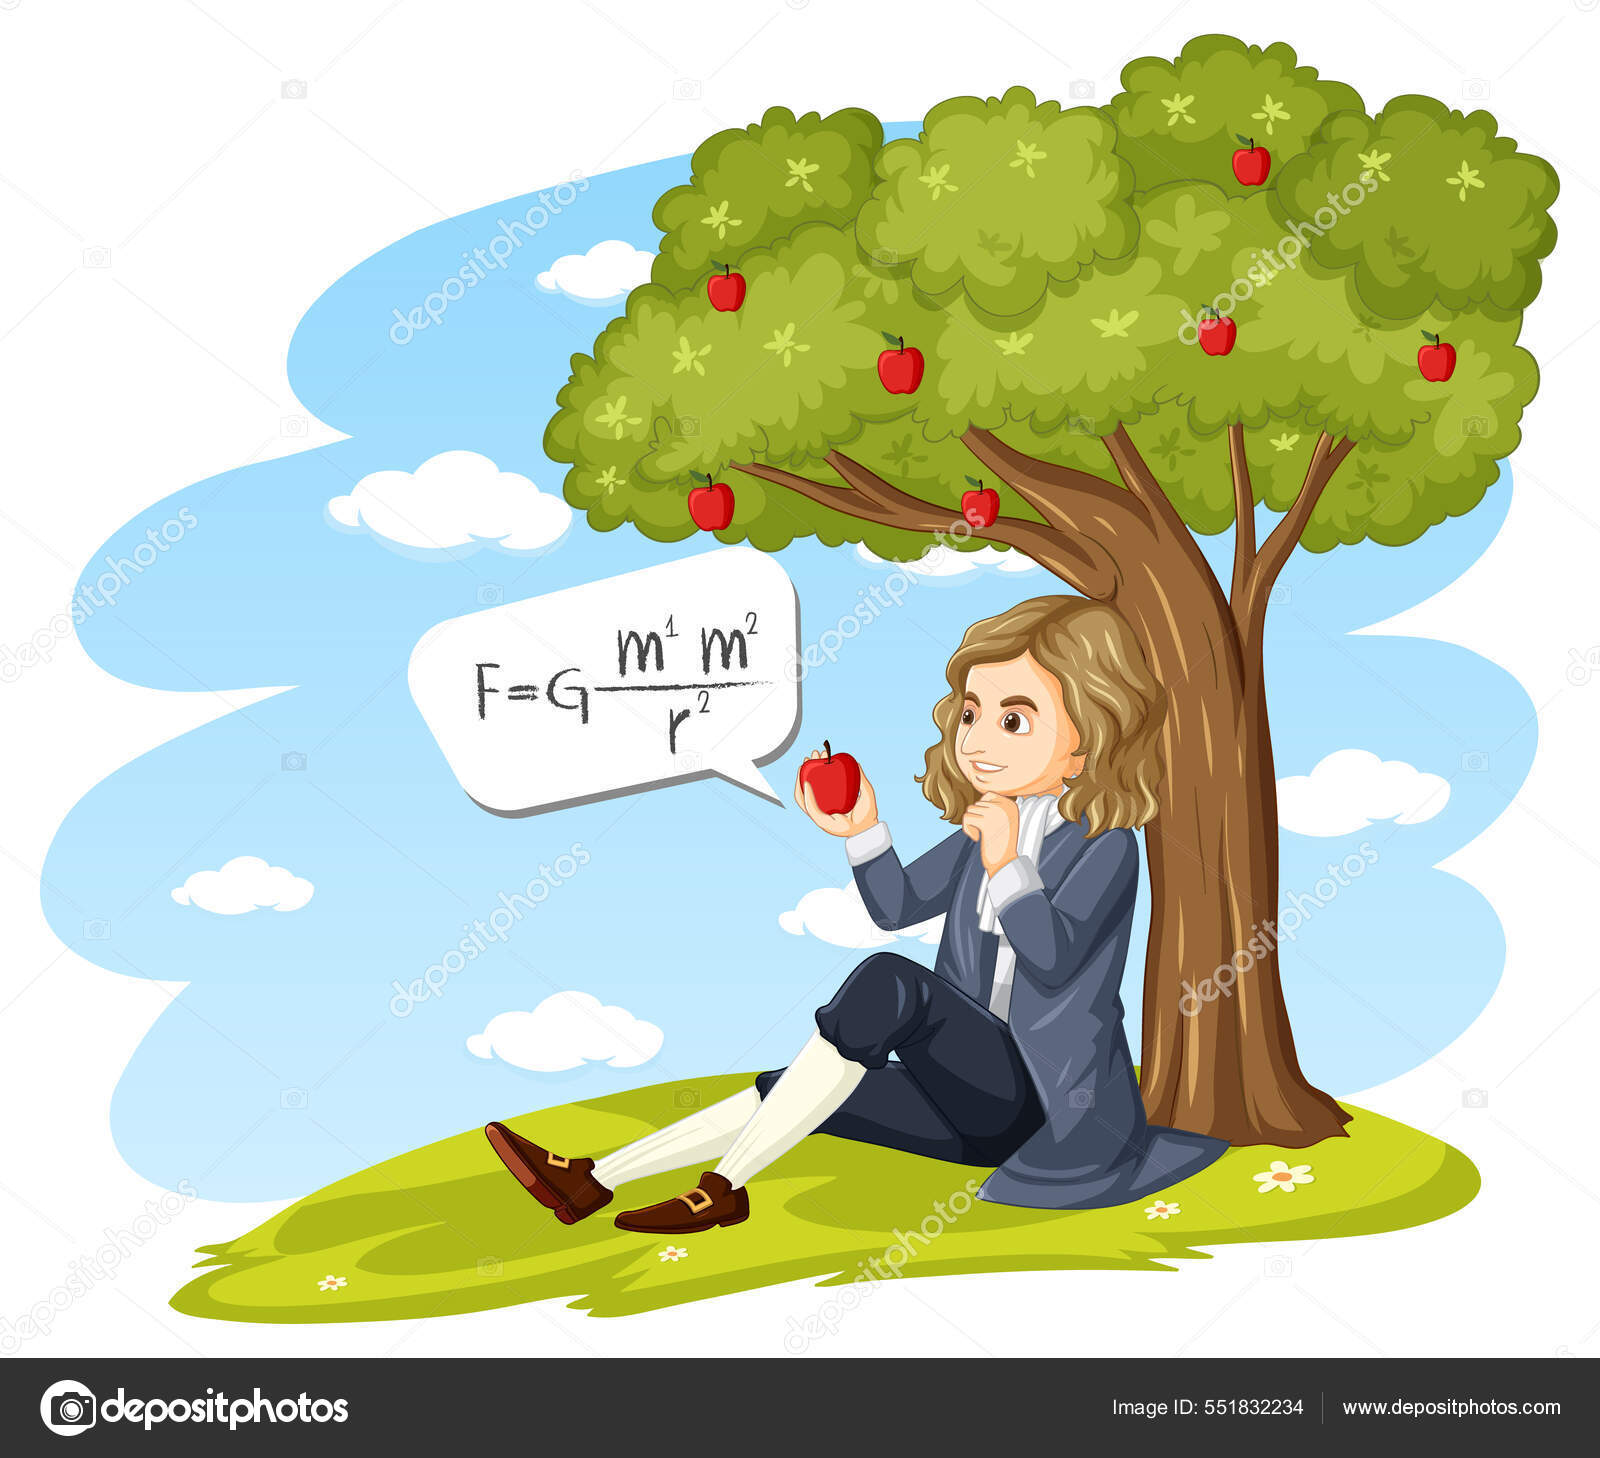 F=G m¹ m²
r²
depositphotos
Image ID: 551832234
www.depositphotos.com